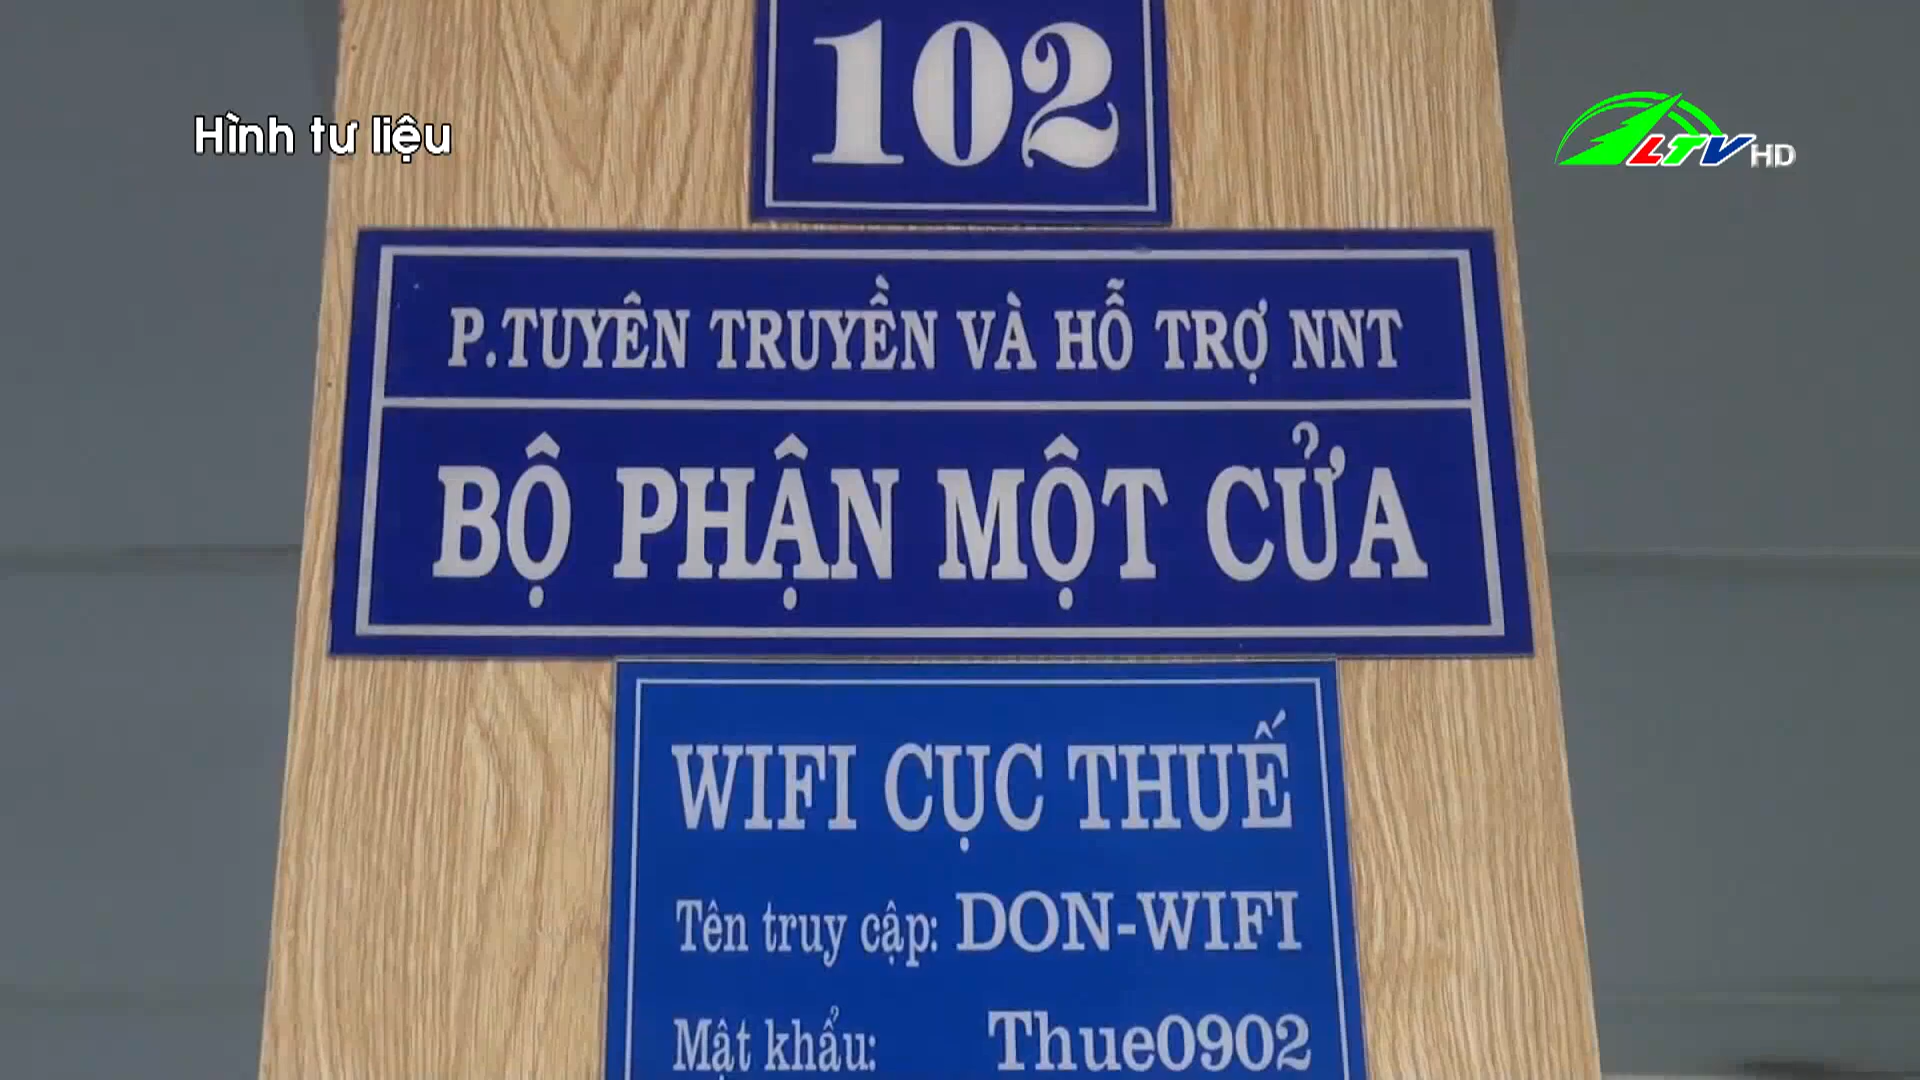 102
Hình tư liệu
LTV HD
P.TUYÊN TRUYỀN VÀ HỖ TRỢ NNT
BỘ PHẬN MỘT CỬA
WIFI CỤC THUẾ
Tên truy cập: DON-WIFI
Mật khẩu: Thue0902